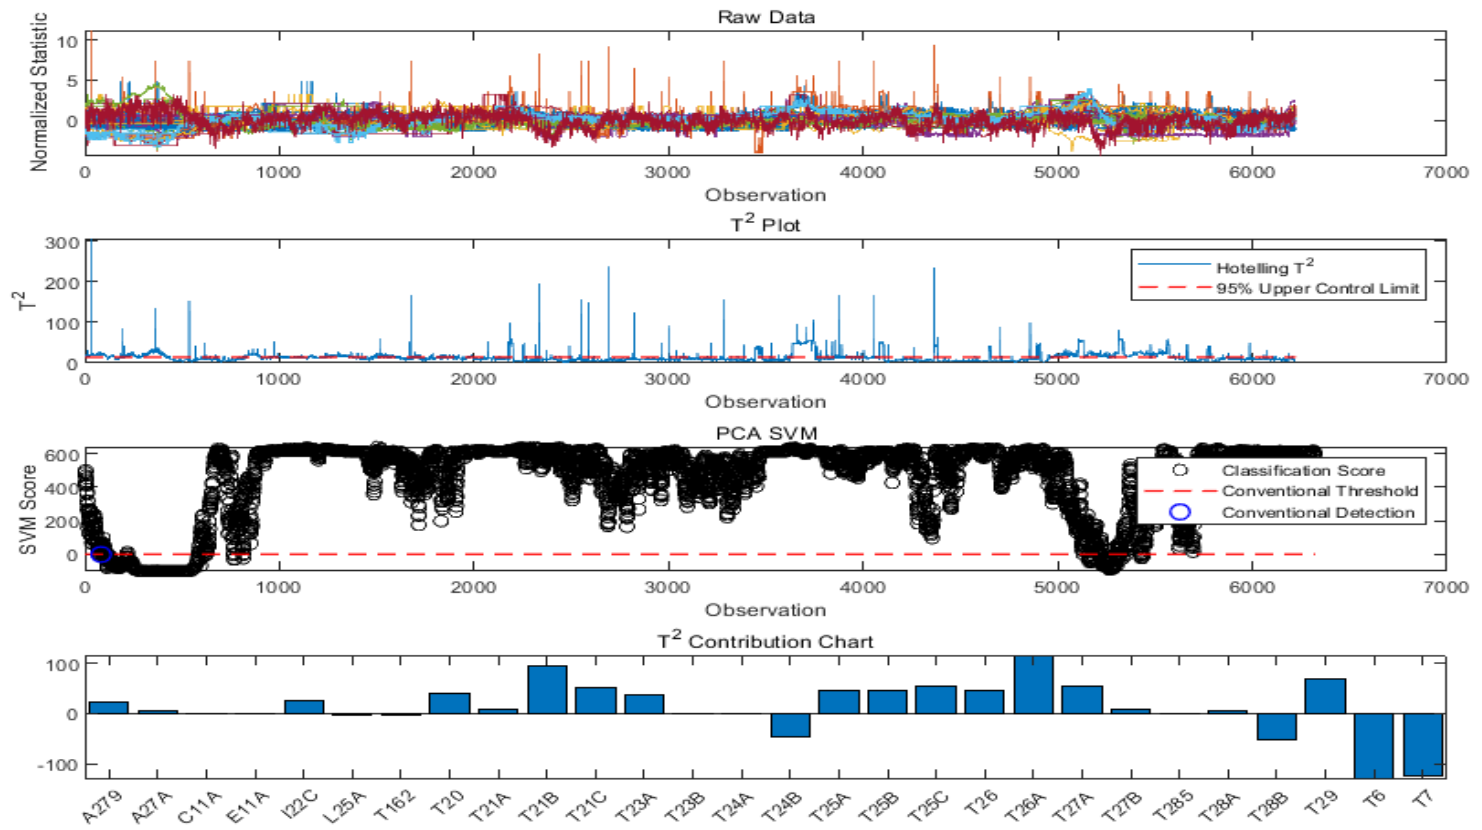 Raw Data
Normalized Statistic
10
5
0
0
1000
2000
3000
4000
5000
6000
7000
Observation
T² Plot
T²
300
200
100
0
Hotelling T²
95% Upper Control Limit
0
1000
2000
3000
4000
5000
6000
7000
Observation
PCA SVM
SVM Score
600
400
200
0
Classification Score
Conventional Threshold
Conventional Detection
0
1000
2000
3000
4000
5000
6000
7000
Observation
T² Contribution Chart
100
0
-100
A279
A27A
C11A
E11A
I22C
L25A
T162
T20
T21A
T21B
T21C
T23A
T23B
T24A
T24B
T25A
T25B
T25C
T26
T26A
T27A
T27B
T285
T28A
T28B
T29
T6
T7